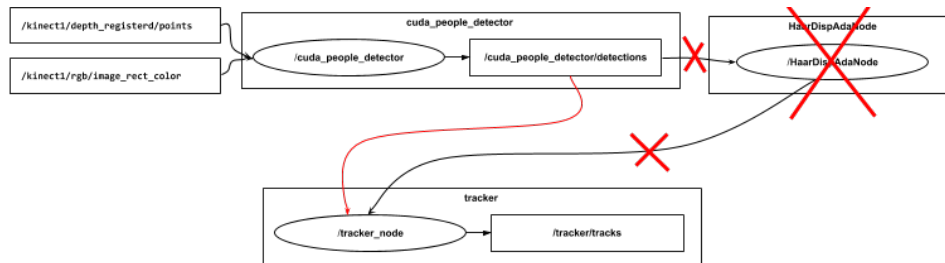 /kinect1/depth_registerd/points
/kinect1/rgb/image_rect_color
cuda_people_detector
/cuda_people_detector
/cuda_people_detector/detections
HaarDispAdaNode
/HaarDispAdaNode
tracker
/tracker_node
/tracker/tracks